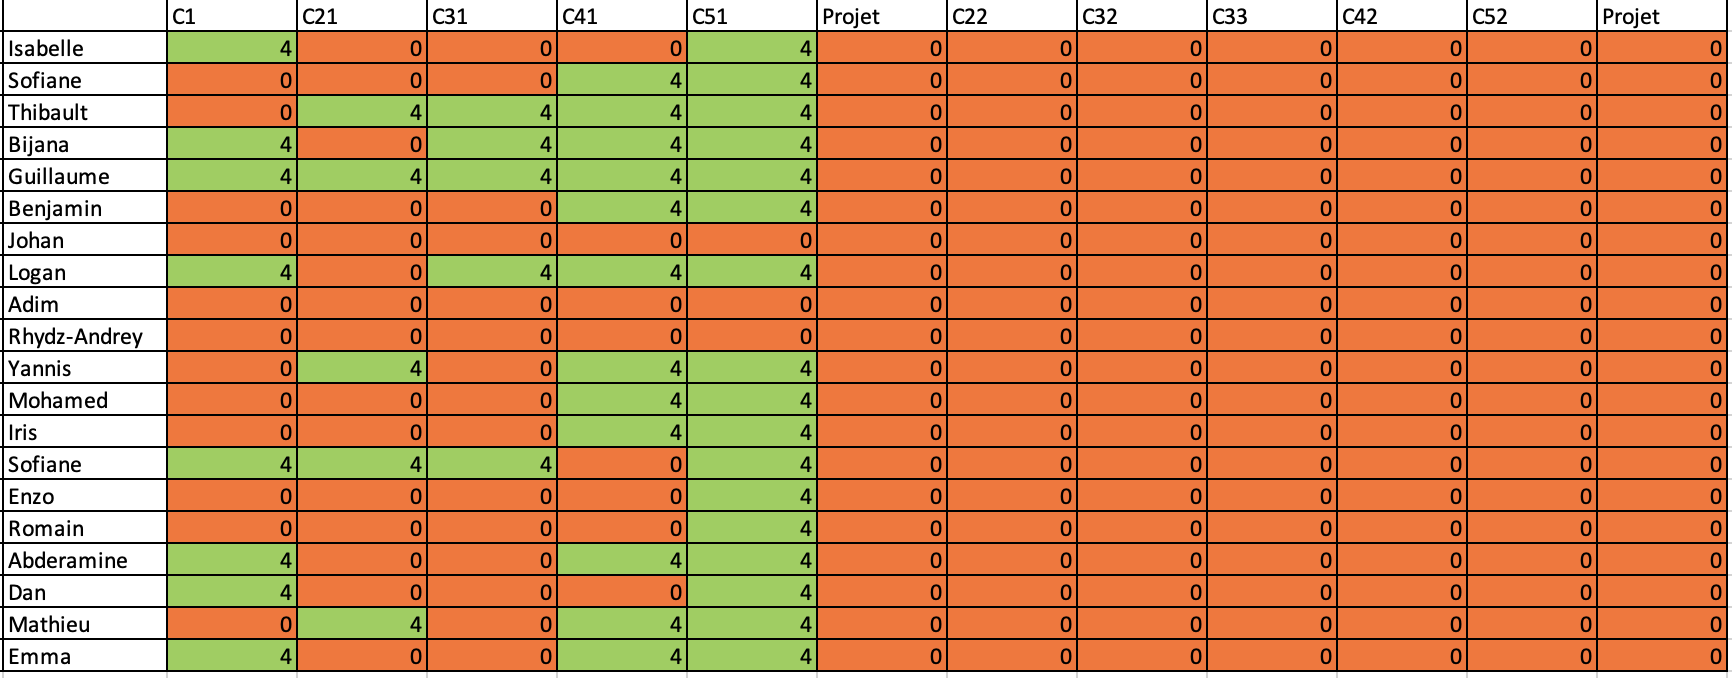 C1 C21 C31 C41 C51 Projet C22 C32 C33 C42 C52 Projet
Isabelle 4 0 0 0 4 0 0 0 0 0 0 0
Sofiane 0 0 0 4 4 0 0 0 0 0 0 0
Thibault 0 4 4 4 4 0 0 0 0 0 0 0
Bijana 4 0 4 4 4 0 0 0 0 0 0 0
Guillaume 4 4 4 4 4 0 0 0 0 0 0 0
Benjamin 0 0 0 4 4 0 0 0 0 0 0 0
Johan 0 0 0 0 0 0 0 0 0 0 0 0
Logan 4 0 4 4 4 0 0 0 0 0 0 0
Adim 0 0 0 0 0 0 0 0 0 0 0 0
Rhydz-Andrey 0 0 0 0 0 0 0 0 0 0 0 0
Yannis 0 4 0 4 4 0 0 0 0 0 0 0
Mohamed 0 0 0 4 4 0 0 0 0 0 0 0
Iris 0 0 0 4 4 0 0 0 0 0 0 0
Sofiane 4 4 4 0 4 0 0 0 0 0 0 0
Enzo 0 0 0 0 4 0 0 0 0 0 0 0
Romain 0 0 0 0 4 0 0 0 0 0 0 0
Abderamine 4 0 0 4 4 0 0 0 0 0 0 0
Dan 4 0 0 0 4 0 0 0 0 0 0 0
Mathieu 0 4 0 4 4 0 0 0 0 0 0 0
Emma 4 0 0 4 4 0 0 0 0 0 0 0